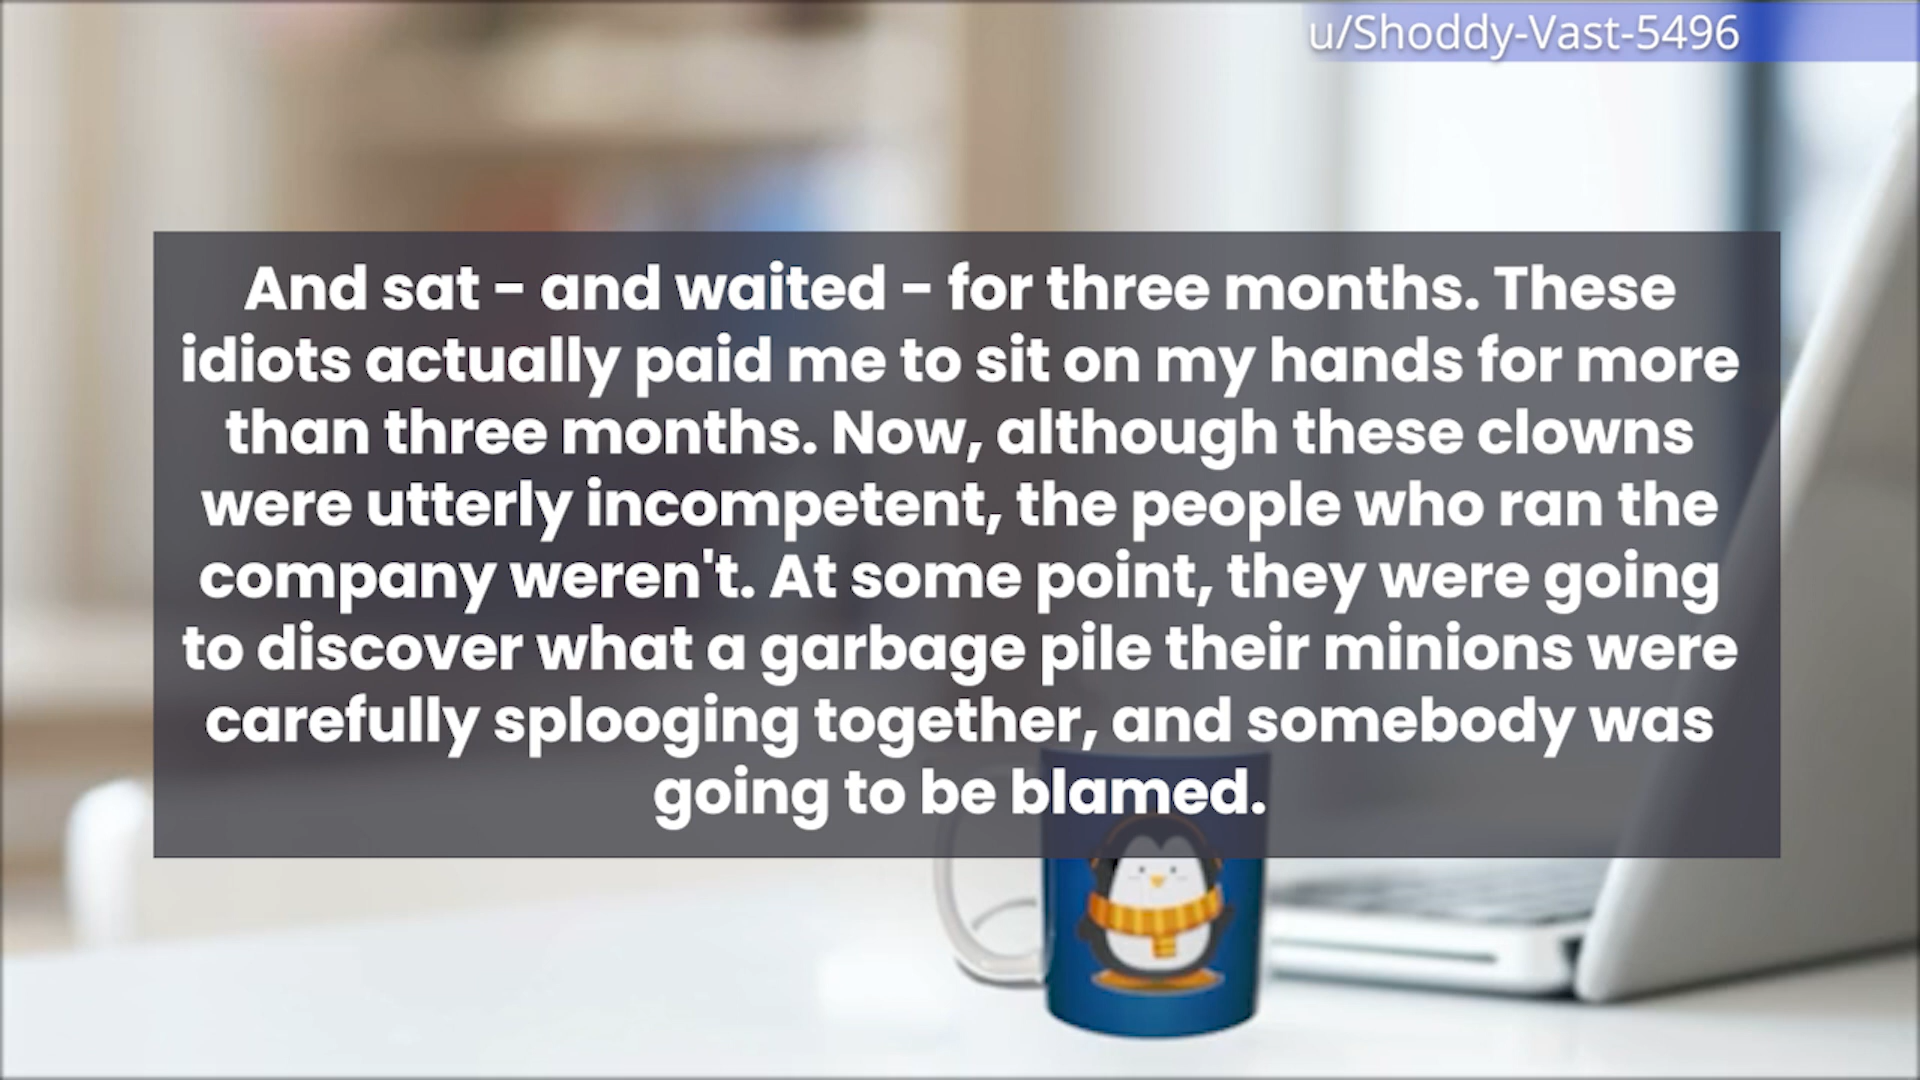 u/Shoddy-Vast-5496
And sat - and waited - for three months. These
idiots actually paid me to sit on my hands for more
than three months. Now, although these clowns
were utterly incompetent, the people who ran the
company weren't. At some point, they were going
to discover what a garbage pile their minions were
carefully splooging together, and somebody was
going to be blamed.